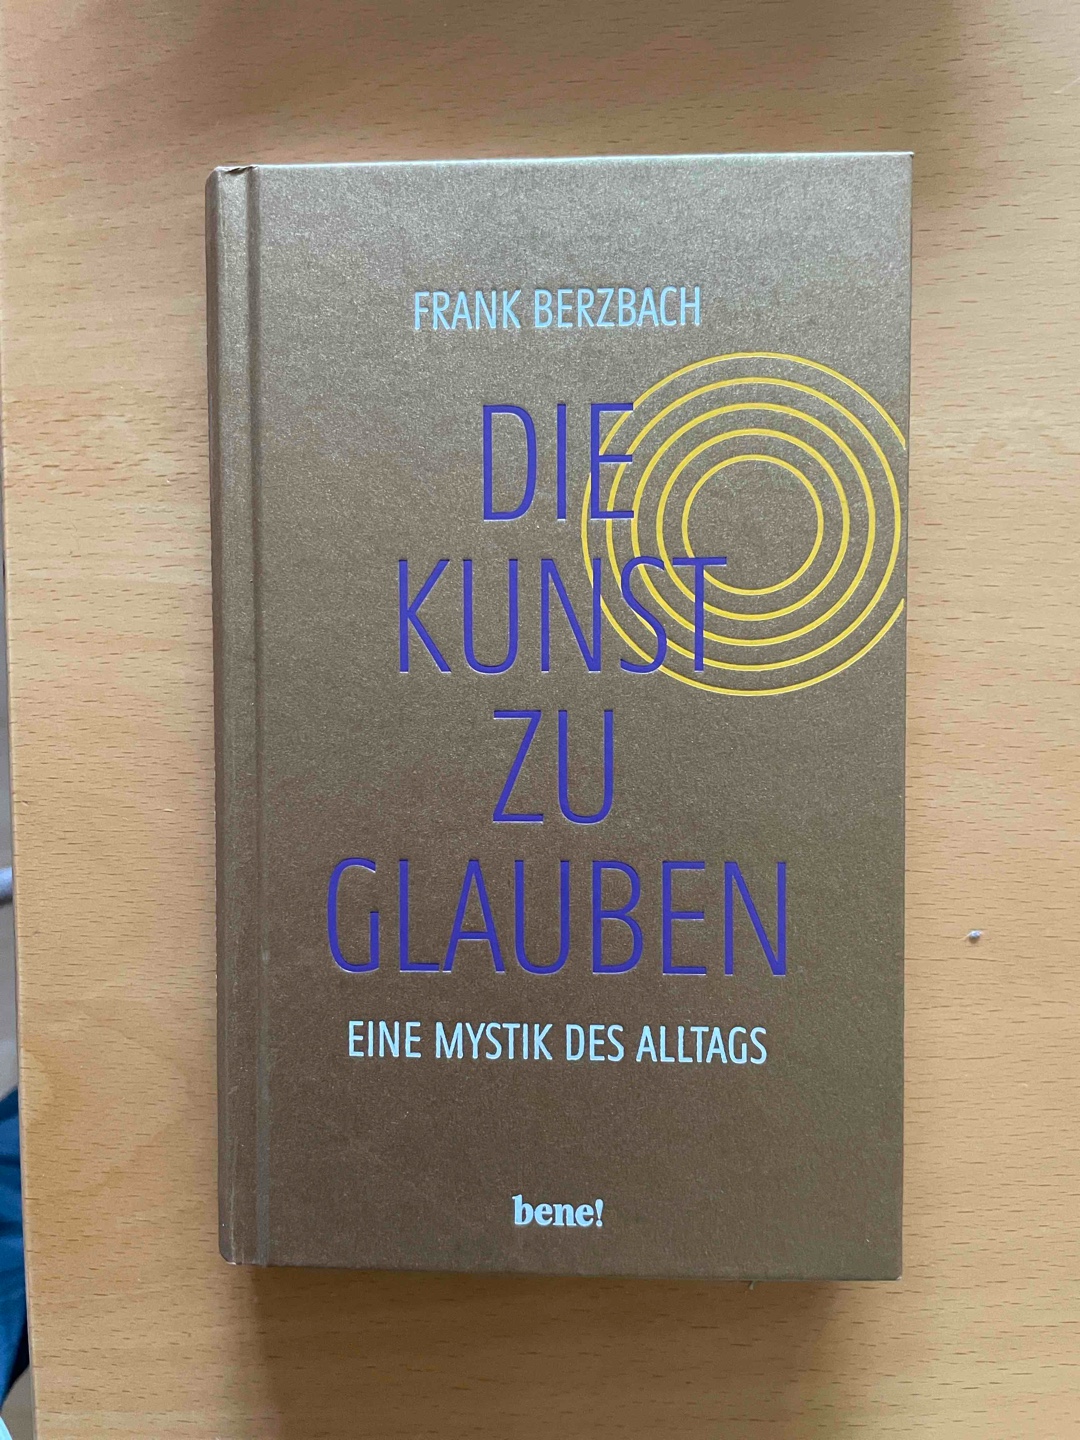 FRANK BERZBACH
DIE
KUNST
ZU
GLAUBEN
EINE MYSTIK DES ALLTAGS
bene!